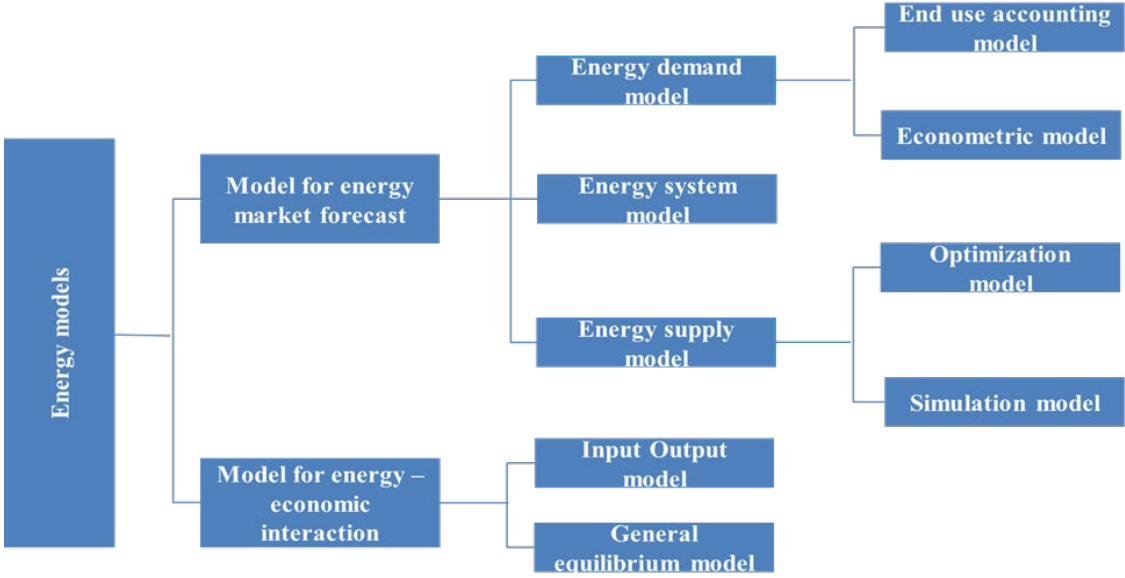 Energy models
Model for energy
market forecast
Model for energy –
economic
interaction
Energy demand
model
Energy system
model
Energy supply
model
Input Output
model
General
equilibrium model
End use accounting
model
Econometric model
Optimization
model
Simulation model